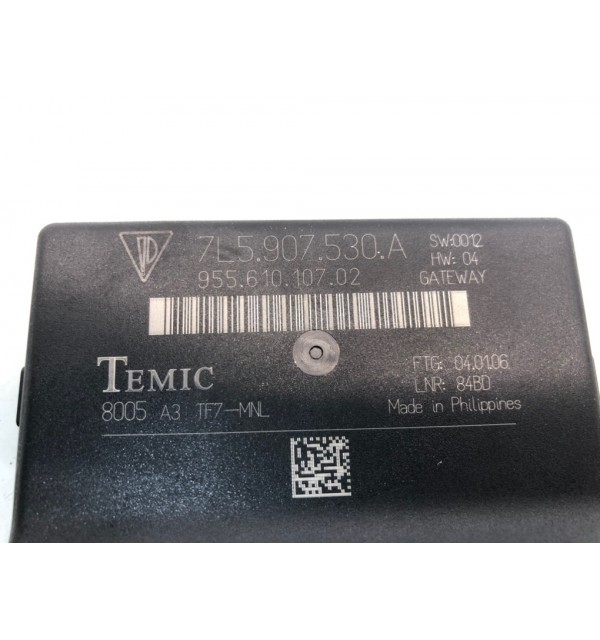 7L5.907.530.A
955.610.107.02
SW:0012
HW: 04
GATEWAY
TEMIC
8005 A3 TF7-MNL
FTG: 04.01.06
LNR: 84BD
Made in Philippines